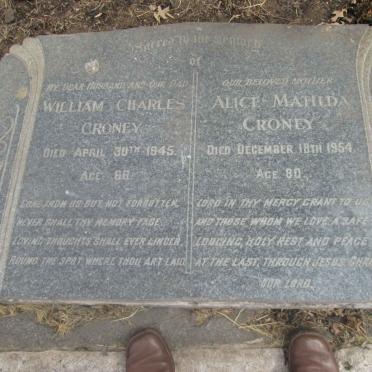 Sacred to the memory
of
My Dear Husband and Our Dad
William Charles
Croney
Died April 30th 1945.
Age
Gone from us but not forgotten,
Never shall thy memory fade,
Loving thoughts shall ever linger,
Round the spot where thou art laid.
Our Beloved Mother
Alice Matilda
Croney
Died December 18th 1954.
Age 80.
Lord in thy mercy grant to us
And those whom we love, a safe
Lodging, holy rest and peace
At the last, through Jesus Christ
Our Lord.